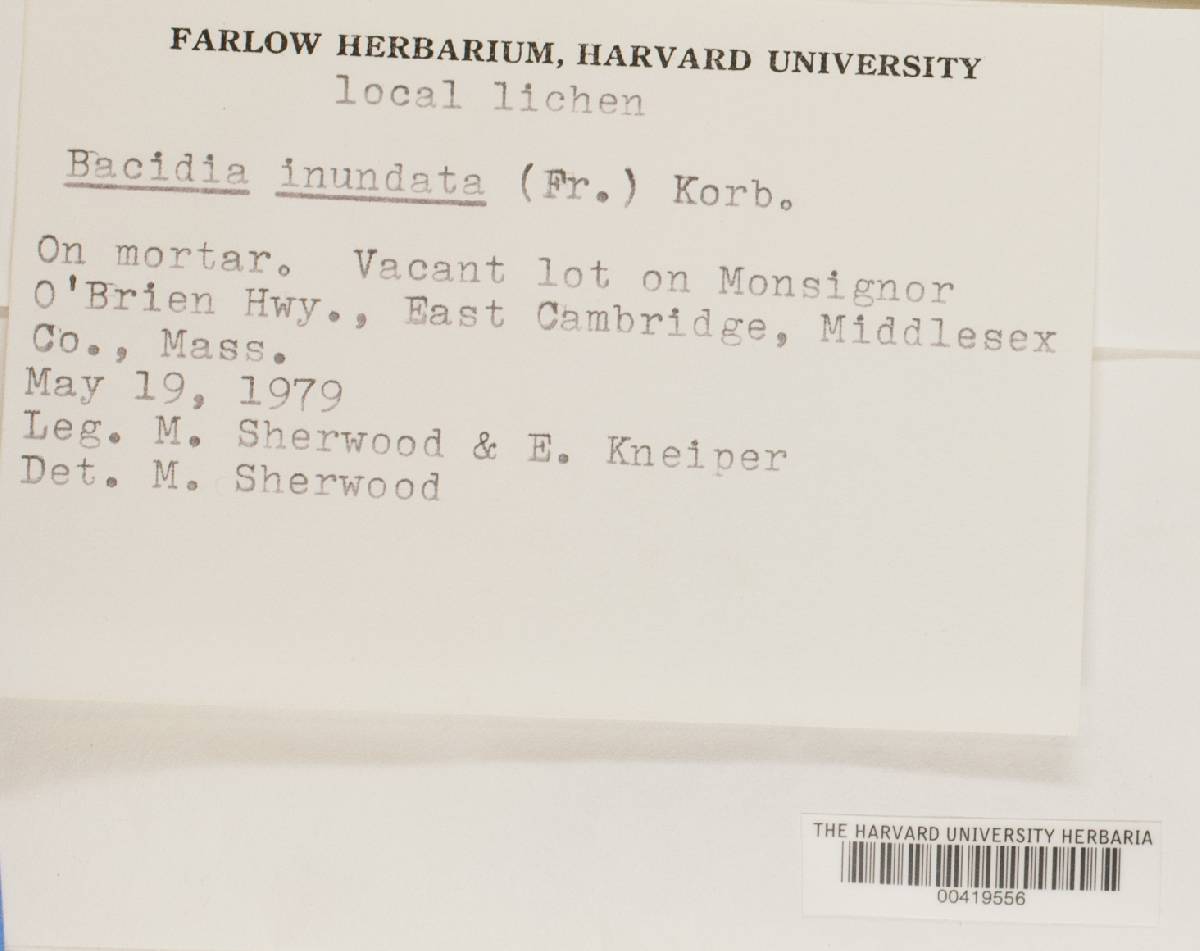 FARLOW HERBARIUM, HARVARD UNIVERSITY
local lichen
Bacidia inundata (Fr.) Korb.
On mortar. Vacant lot on Monsignor
O'Brien Hwy., East Cambridge, Middlesex
Co., Mass.
May 19, 1979
Leg. M. Sherwood & E. Kneiper
Det. M. Sherwood
THE HARVARD UNIVERSITY HERBARIA
00419556